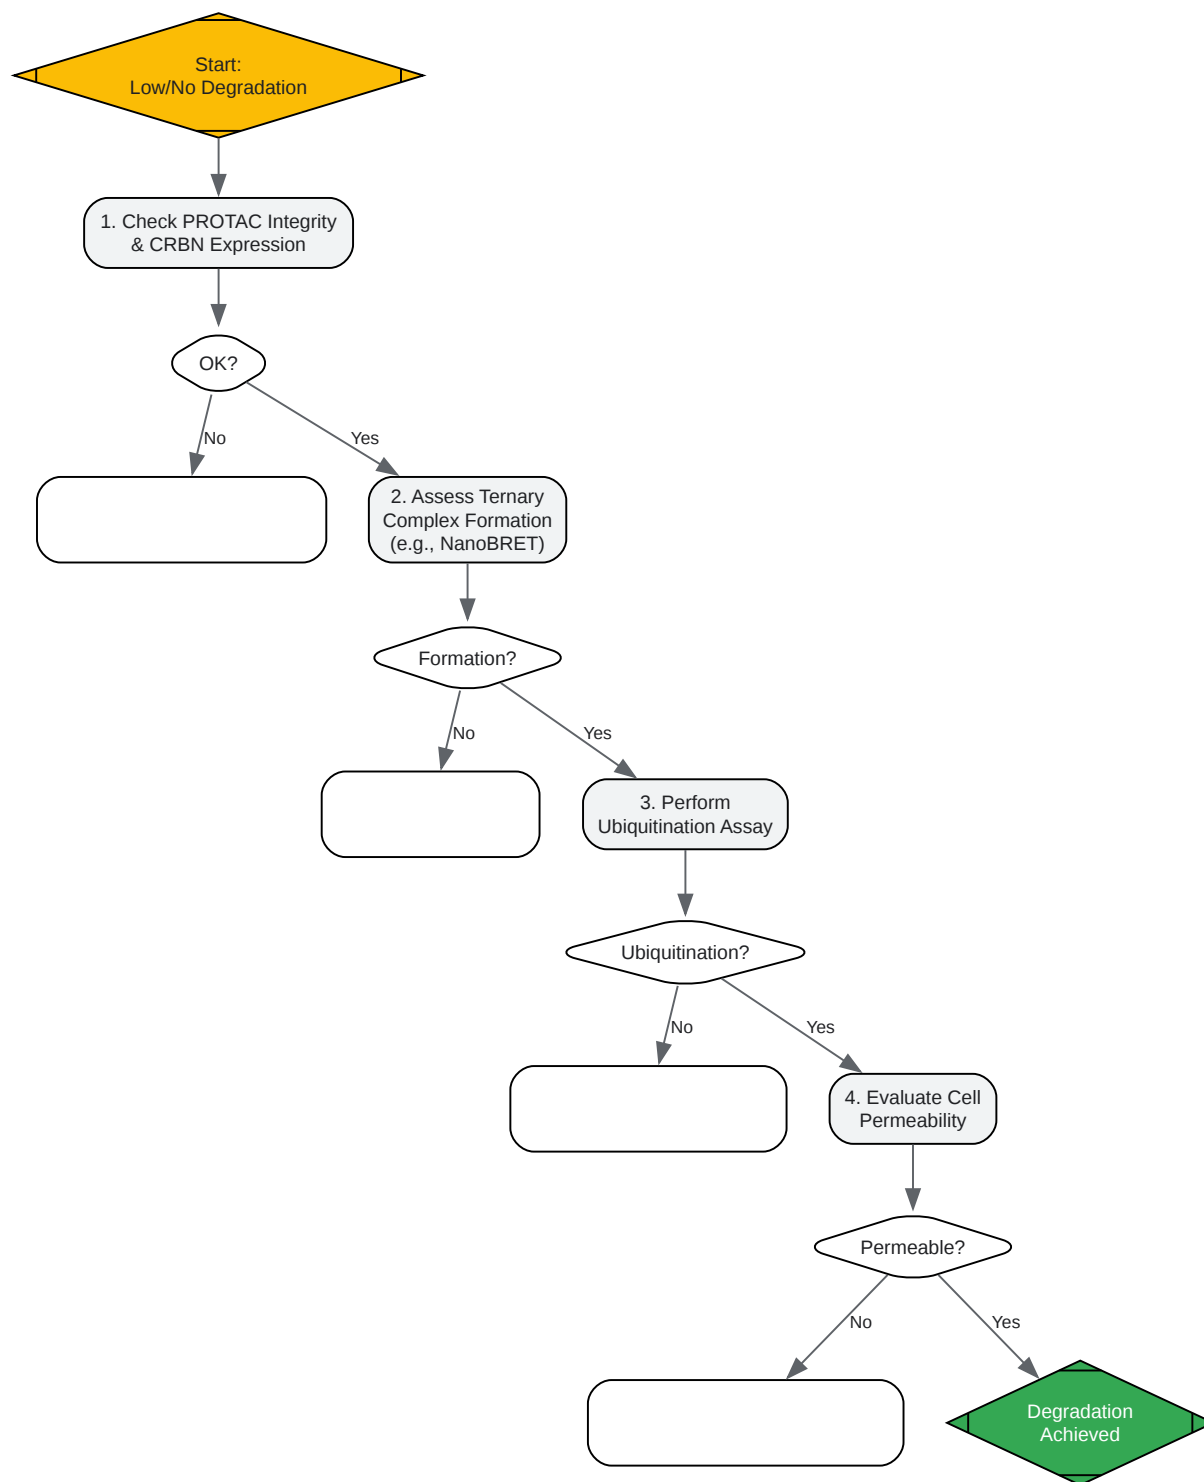 Start:
Low/No Degradation
1. Check PROTAC Integrity
& CRBN Expression
OK?
No
Yes
2. Assess Ternary
Complex Formation
(e.g., NanoBRET)
Formation?
No
Yes
3. Perform
Ubiquitination Assay
Ubiquitination?
No
Yes
4. Evaluate Cell
Permeability
Permeable?
No
Yes
Degradation
Achieved